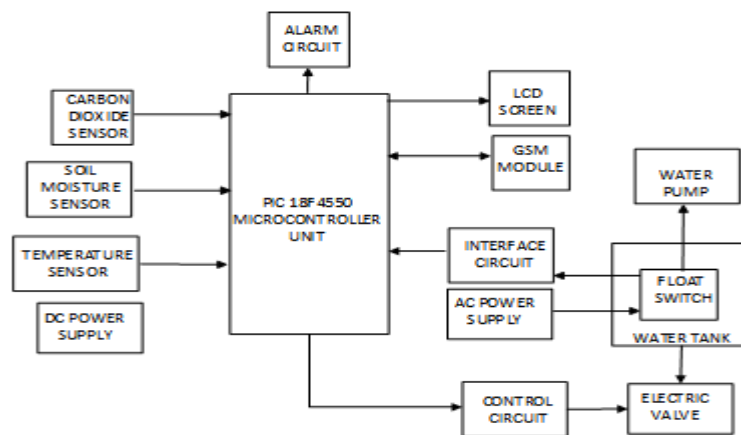 ALARM
CIRCUIT
CARBON
DIOXIDE
SENSOR
LCD
SCREEN
GSM
MODULE
SOIL
MOISTURE
SENSOR
PIC 18F4550
MICROCONTROLLER
UNIT
WATER
PUMP
TEMPERATURE
SENSOR
INTERFACE
CIRCUIT
FLOAT
SWITCH
DC POWER
SUPPLY
AC POWER
SUPPLY
WATER TANK
CONTROL
CIRCUIT
ELECTRIC
VALVE